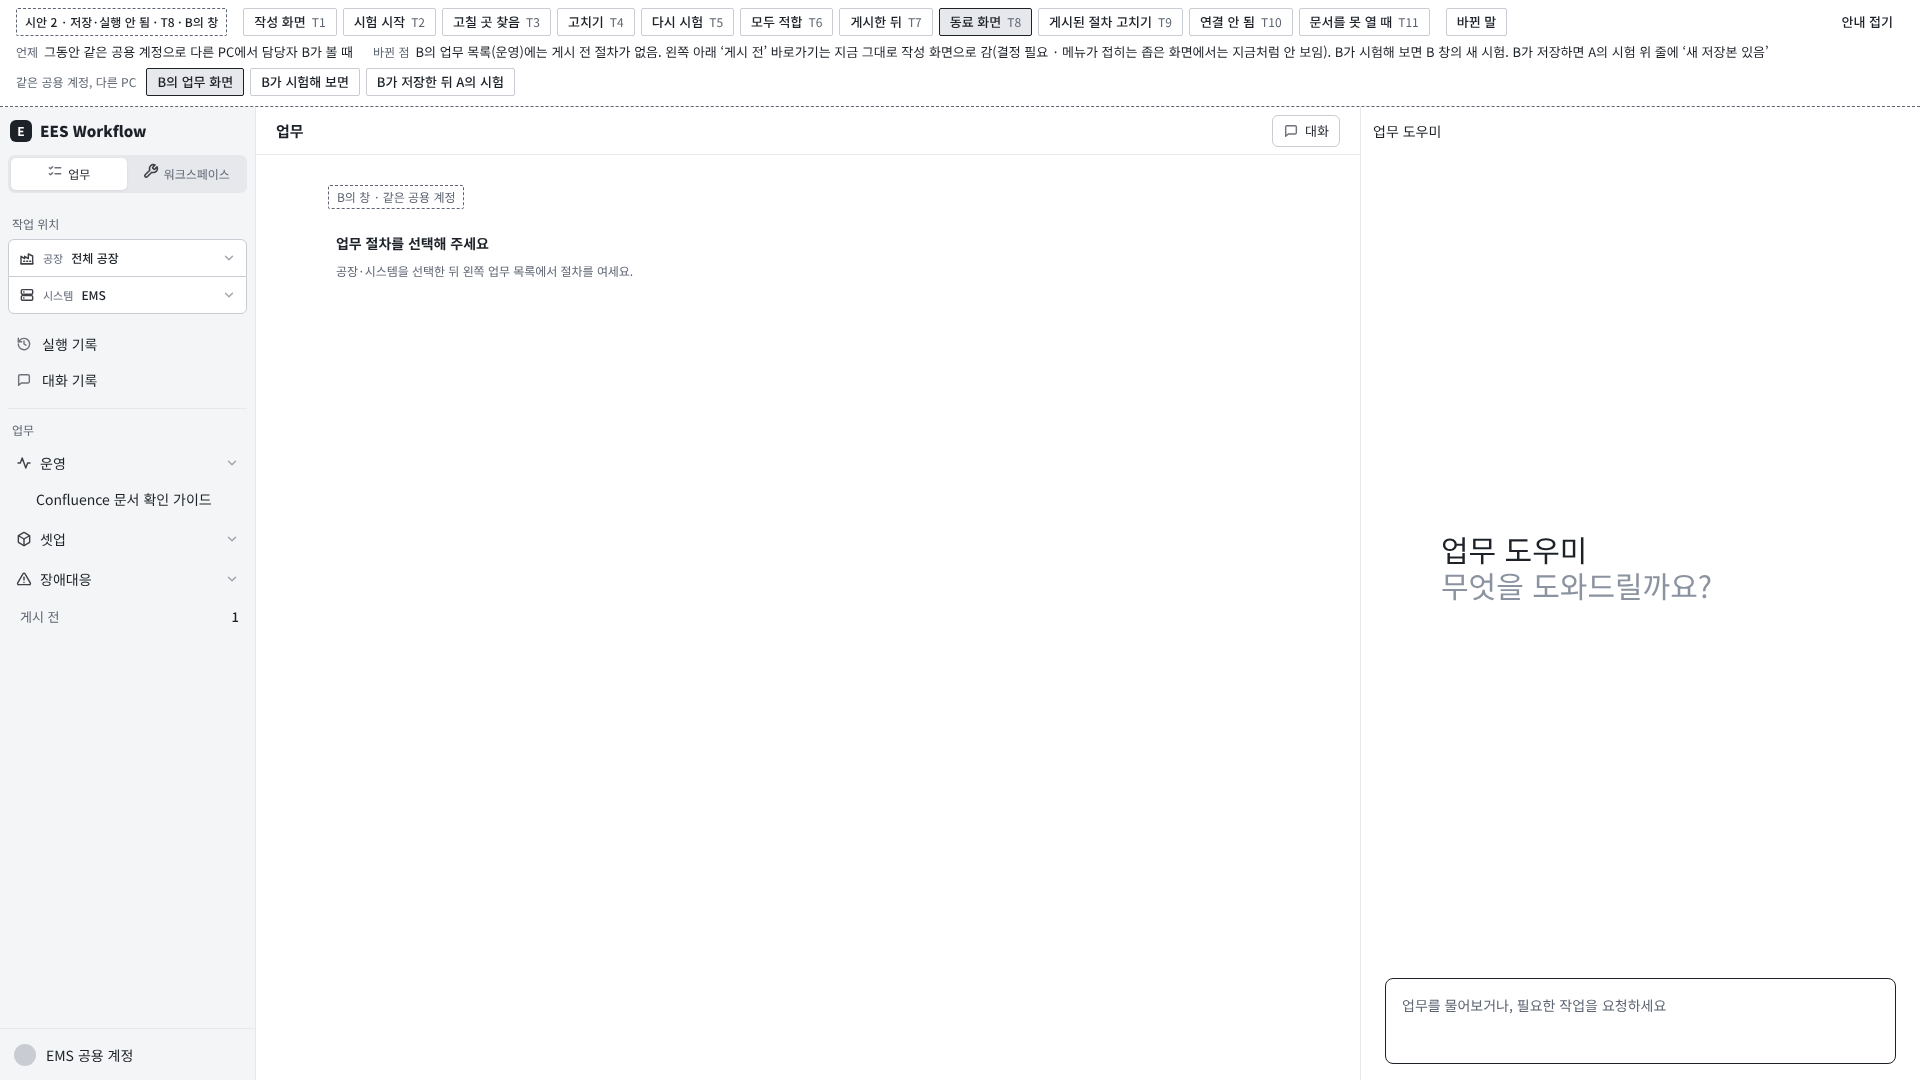 시안 2 · 저장·실행 안 됨 · T8 · B의 창
작성 화면 T1
시험 시작 T2
고칠 곳 찾음 T3
고치기 T4
다시 시험 T5
모두 적합 T6
게시한 뒤 T7
동료 화면 T8
게시된 절차 고치기 T9
연결 안 됨 T10
문서를 못 열 때 T11
바뀐 말
안내 접기
언제 그동안 같은 공용 계정으로 다른 PC에서 담당자 B가 볼 때
바뀐 점 B의 업무 목록(운영)에는 게시 전 절차가 없음. 왼쪽 아래 ‘게시 전’ 바로가기는 지금 그대로 작성 화면으로 감(결정 필요 · 메뉴가 접히는 좁은 화면에서는 지금처럼 안 보임). B가 시험해 보면 B 창의 새 시험. B가 저장하면 A의 시험 위 줄에 ‘새 저장본 있음’
같은 공용 계정, 다른 PC
B의 업무 화면
B가 시험해 보면
B가 저장한 뒤 A의 시험
E EES Workflow
업무
워크스페이스
작업 위치
공장 전체 공장
시스템 EMS
실행 기록
대화 기록
업무
운영
Confluence 문서 확인 가이드
셋업
장애대응
게시 전 1
EMS 공용 계정
업무
대화
B의 창 · 같은 공용 계정
업무 절차를 선택해 주세요
공장·시스템을 선택한 뒤 왼쪽 업무 목록에서 절차를 여세요.
업무 도우미
업무 도우미
무엇을 도와드릴까요?
업무를 물어보거나, 필요한 작업을 요청하세요